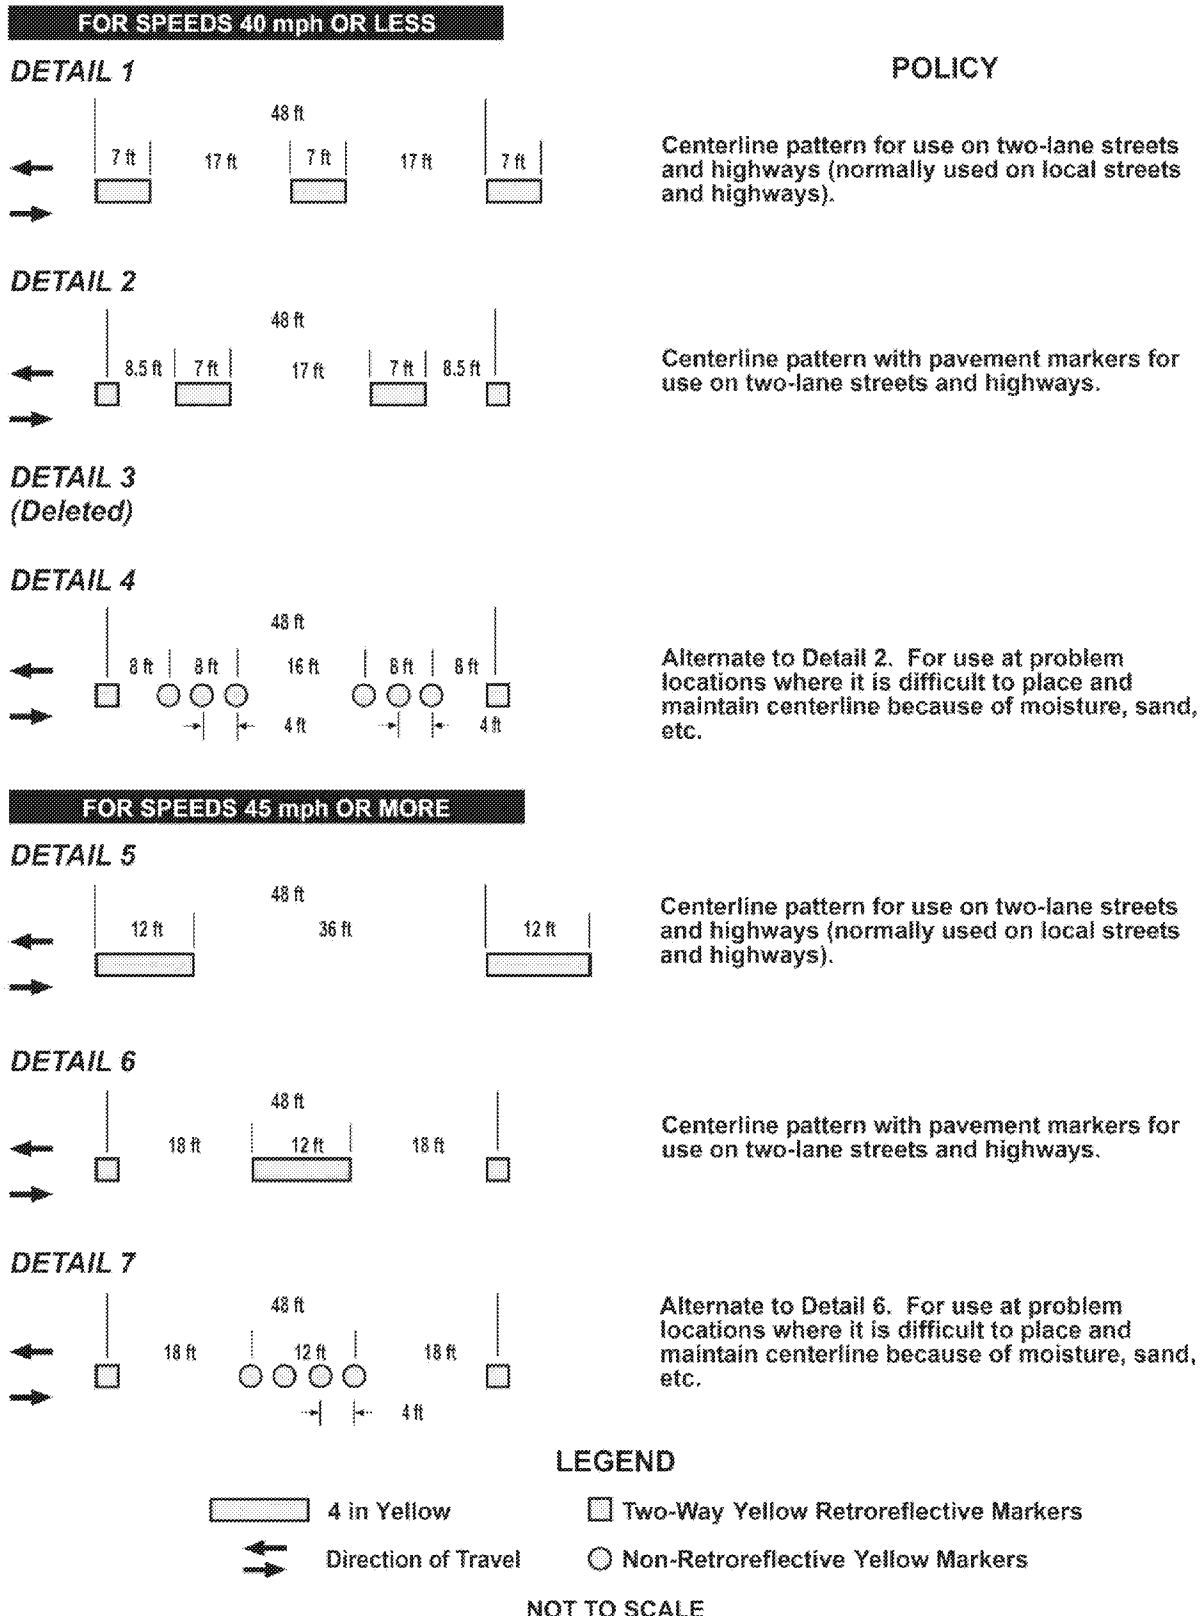 FOR SPEEDS 40 mph OR LESS
DETAIL 1
POLICY
48 ft
7 ft
17 ft
7 ft
17 ft
7 ft
Centerline pattern for use on two-lane streets
and highways (normally used on local streets
and highways).
DETAIL 2
48 ft
8.5 ft
7 ft
17 ft
7 ft
8.5 ft
Centerline pattern with pavement markers for
use on two-lane streets and highways.
DETAIL 3
(Deleted)
DETAIL 4
48 ft
8 ft
8 ft
16 ft
8 ft
8 ft
4 ft
4 ft
Alternate to Detail 2. For use at problem
locations where it is difficult to place and
maintain centerline because of moisture, sand,
etc.
FOR SPEEDS 45 mph OR MORE
DETAIL 5
48 ft
12 ft
36 ft
12 ft
Centerline pattern for use on two-lane streets
and highways (normally used on local streets
and highways).
DETAIL 6
48 ft
18 ft
12 ft
18 ft
Centerline pattern with pavement markers for
use on two-lane streets and highways.
DETAIL 7
48 ft
18 ft
12 ft
18 ft
4 ft
Alternate to Detail 6. For use at problem
locations where it is difficult to place and
maintain centerline because of moisture, sand,
etc.
LEGEND
4 in Yellow
Two-Way Yellow Retroreflective Markers
Direction of Travel
Non-Retroreflective Yellow Markers
NOT TO SCALE